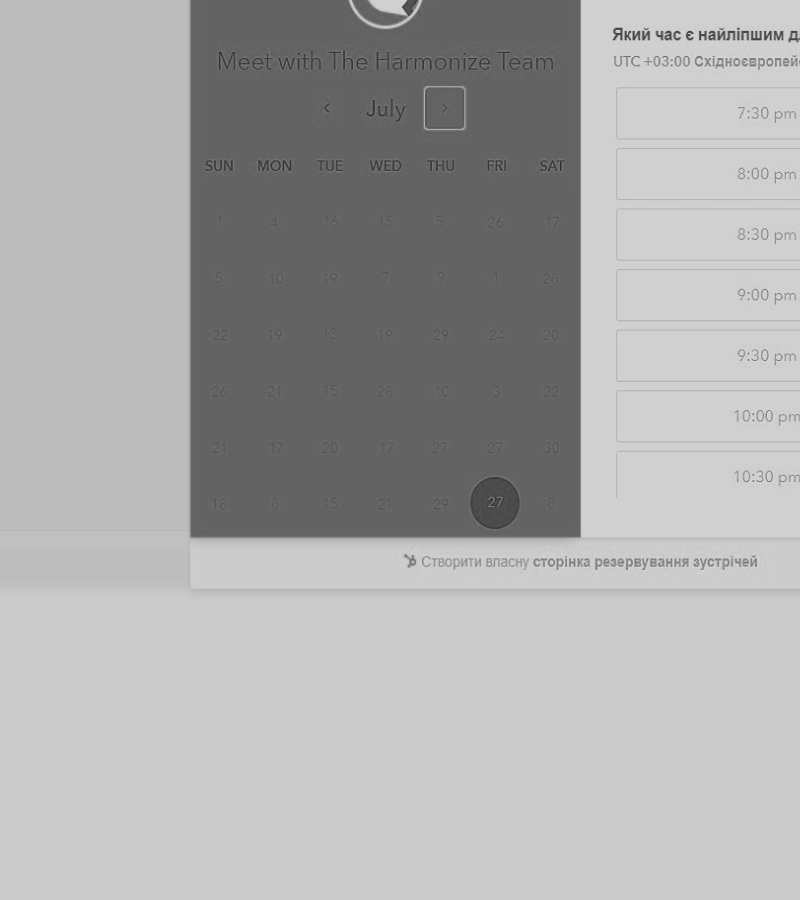 Meet with The Harmonize Team
July
SUN MON TUE WED THU FRI SAT
1 4 16 15 5 26 17
5 10 19 7 9 1 28
22 19 13 19 29 24 20
26 21 15 28 10 3 22
21 17 20 17 27 27 30
18 8 15 21 29 27 8
Який час є найліпшим
UTC +03:00
7:30 pm
8:00 pm
8:30 pm
9:00 pm
9:30 pm
10:00 pm
10:30 pm
Створити власну сторінка резервування зустрічей